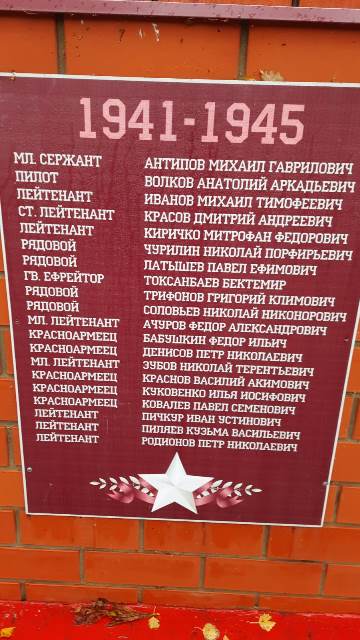 1941-1945
МЛ. СЕРЖАНТ АНТИПОВ МИХАИЛ ГАВРИЛОВИЧ
ПИЛОТ ВОЛКОВ АНАТОЛИЙ АРКАДЬЕВИЧ
ЛЕЙТЕНАНТ ИВАНОВ МИХАИЛ ТИМОФЕЕВИЧ
СТ. ЛЕЙТЕНАНТ КРАСОВ ДМИТРИЙ АНДРЕЕВИЧ
ЛЕЙТЕНАНТ КИРИЧКО МИТРОФАН ФЕДОРОВИЧ
РЯДОВОЙ ЧУРИЛИН НИКОЛАЙ ПОРФИРЬЕВИЧ
РЯДОВОЙ ЛАТЫШЕВ ПАВЕЛ ЕФИМОВИЧ
ГВ. ЕФРЕЙТОР ТОКСАНБАЕВ БЕКТЕМИР
РЯДОВОЙ ТРИФОНОВ ГРИГОРИЙ КЛИМОВИЧ
РЯДОВОЙ СОЛОВЬЕВ НИКОЛАЙ НИКОНОРОВИЧ
МЛ. ЛЕЙТЕНАНТ АЧУРОВ ФЕДОР АЛЕКСАНДРОВИЧ
КРАСНОАРМЕЕЦ БАБУШКИН ФЕДОР ИЛЬИЧ
КРАСНОАРМЕЕЦ ДЕНИСОВ ПЕТР НИКОЛАЕВИЧ
МЛ. ЛЕЙТЕНАНТ ЗУБОВ НИКОЛАЙ ТЕРЕНТЬЕВИЧ
КРАСНОАРМЕЕЦ КРАСНОВ ВАСИЛИЙ АКИМОВИЧ
КРАСНОАРМЕЕЦ КУКОВЕНКО ИЛЬЯ ИОСИФОВИЧ
КРАСНОАРМЕЕЦ КОВАЛЕВ ПАВЕЛ СЕМЕНОВИЧ
ЛЕЙТЕНАНТ ПИЧКУР ИВАН УСТИНОВИЧ
ЛЕЙТЕНАНТ ПИЛЯЕВ КУЗЬМА ВАСИЛЬЕВИЧ
ЛЕЙТЕНАНТ РОДИОНОВ ПЕТР НИКОЛАЕВИЧ